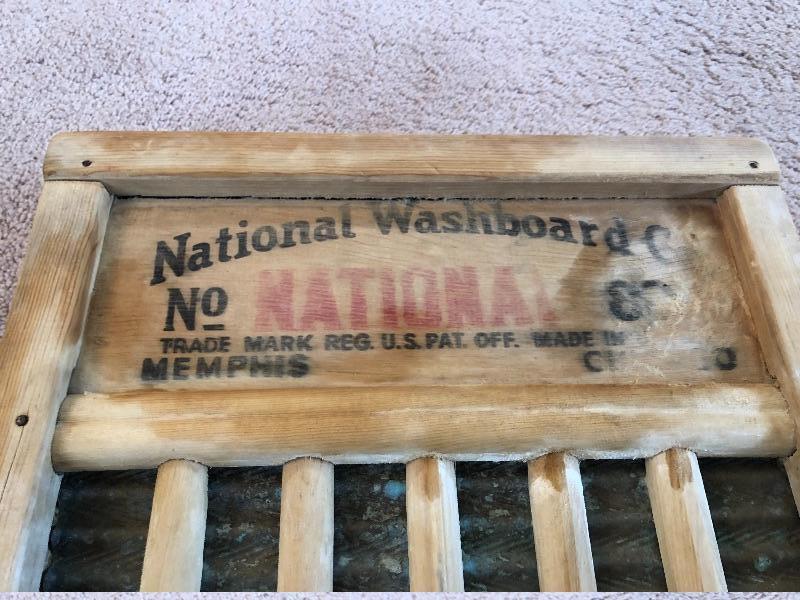 National Washboard
No NATIONAL
TRADE MARK REG. U.S. PAT. OFF. MADE IN
MEMPHIS